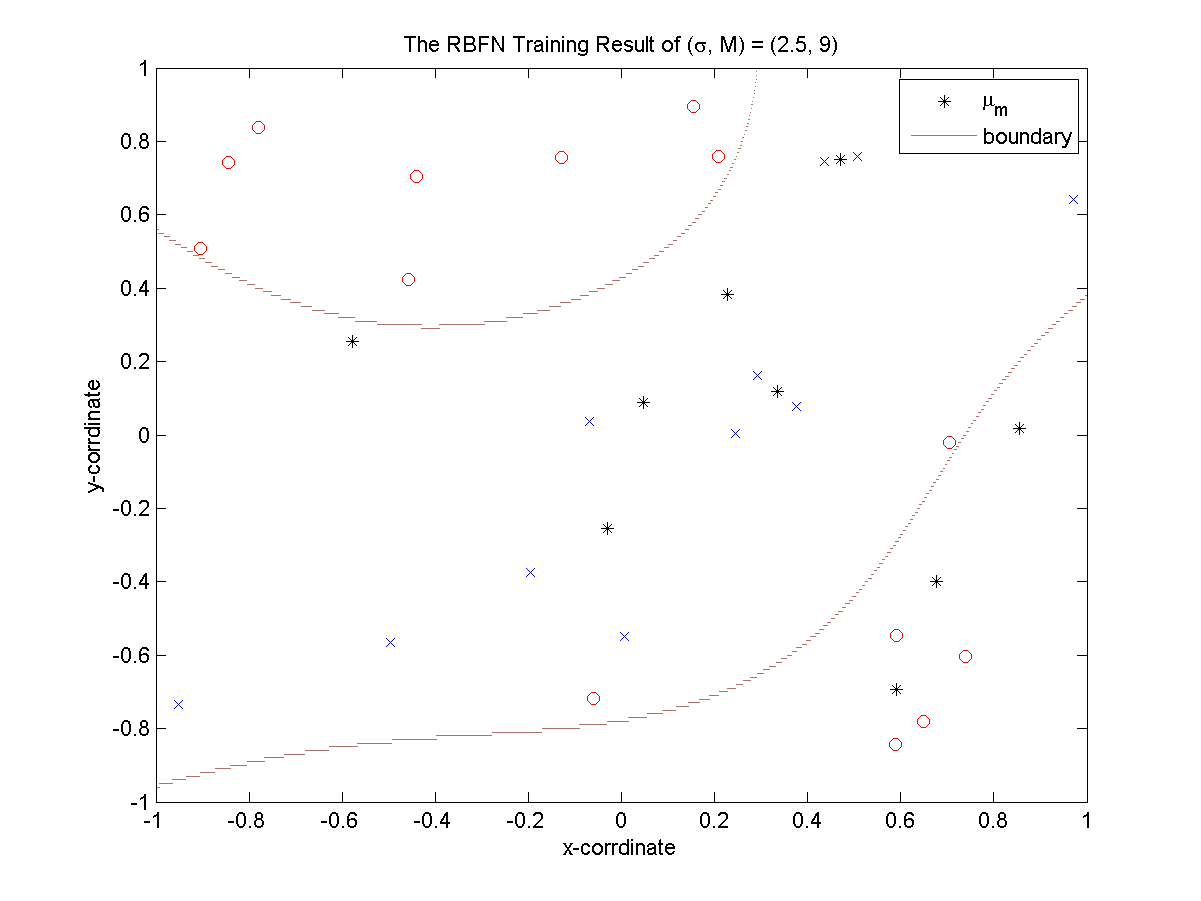 The RBFN Training Result of (σ, M) = (2.5, 9)
μm
boundary
1
0.8
0.6
0.4
0.2
0
-0.2
-0.4
-0.6
-0.8
-1
y-corrdinate
-1 -0.8 -0.6 -0.4 -0.2 0 0.2 0.4 0.6 0.8 1
x-corrdinate